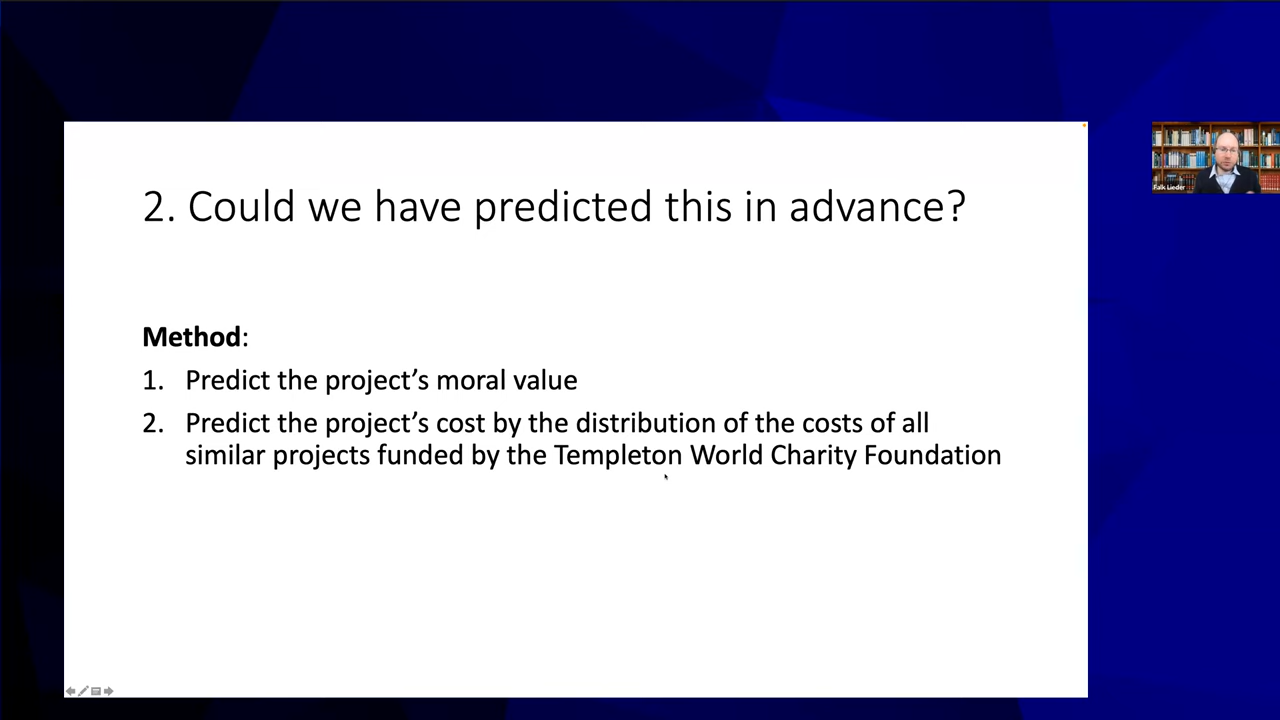 2. Could we have predicted this in advance?
Method:
1. Predict the project’s moral value
2. Predict the project’s cost by the distribution of the costs of all
similar projects funded by the Templeton World Charity Foundation
Falk Lieder